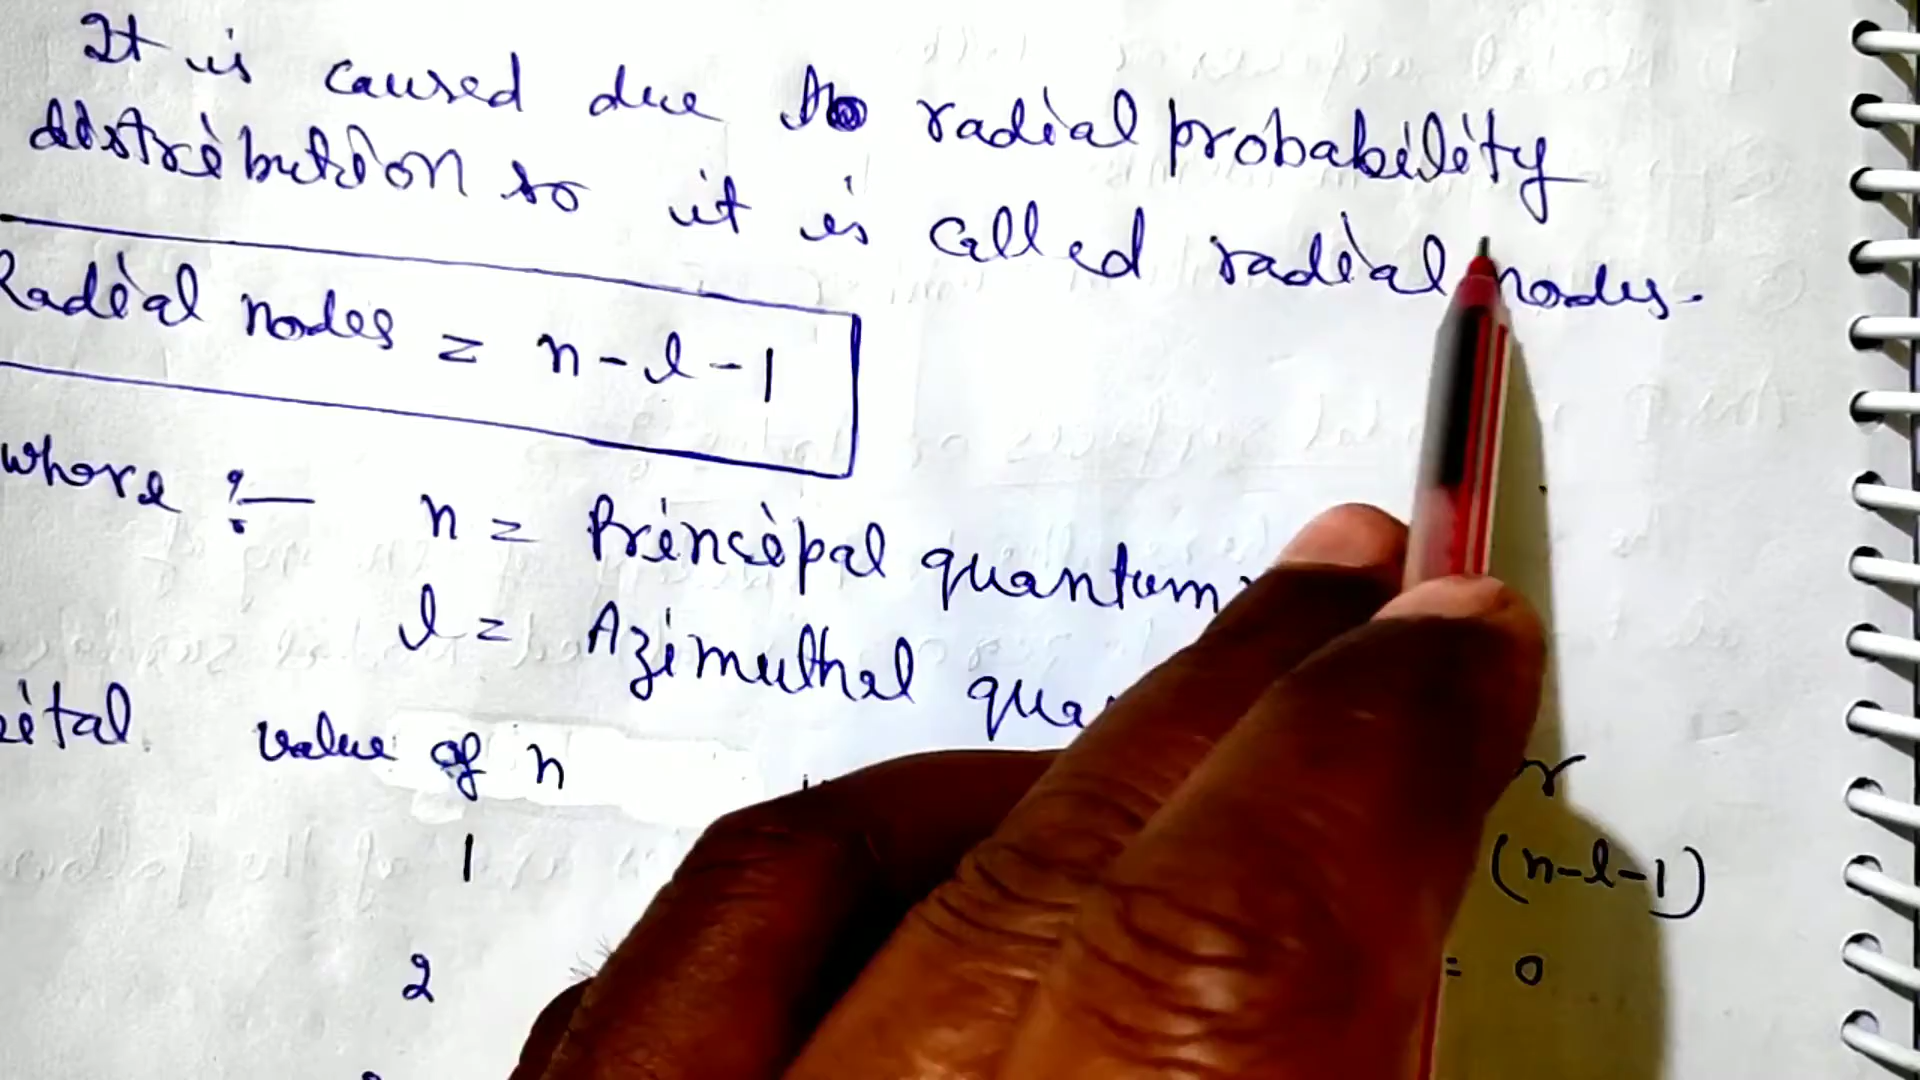 It is caused due to radial probability
distribution so it is called radial nodes.
Radial nodes = n-l-1
where :- n = Principal quantum
l = Azimuthal
value of n
1 (n-l-1)
2 = 0